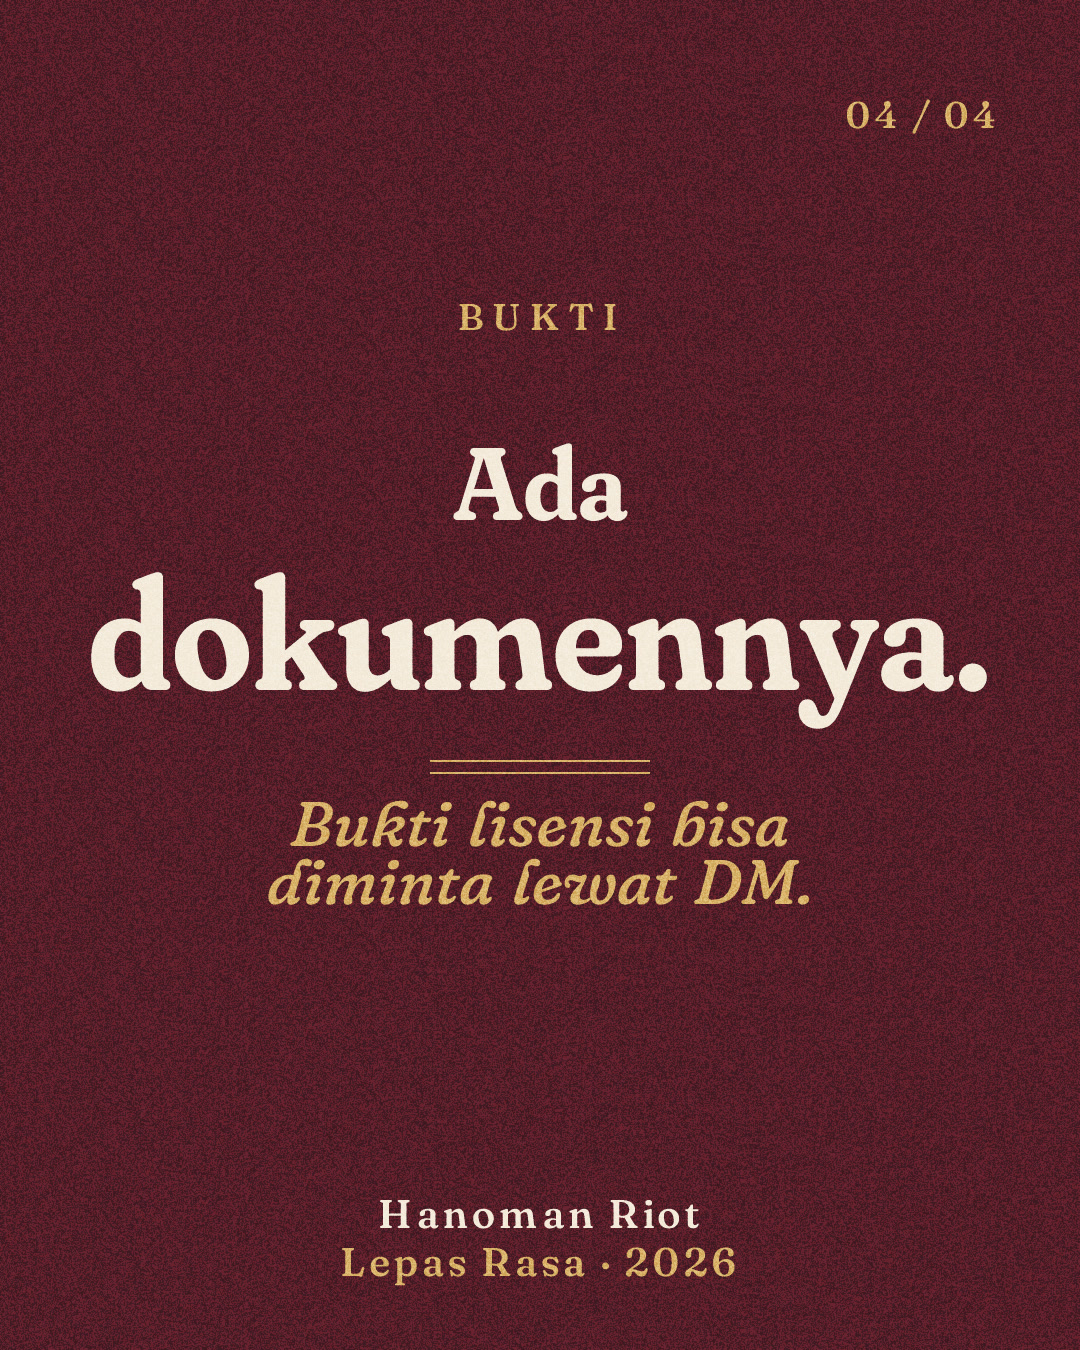 04 / 04
BUKTI
Ada
dokumennya.
Bukti lisensi bisa
diminta lewat DM.
Hanoman Riot
Lepas Rasa · 2026